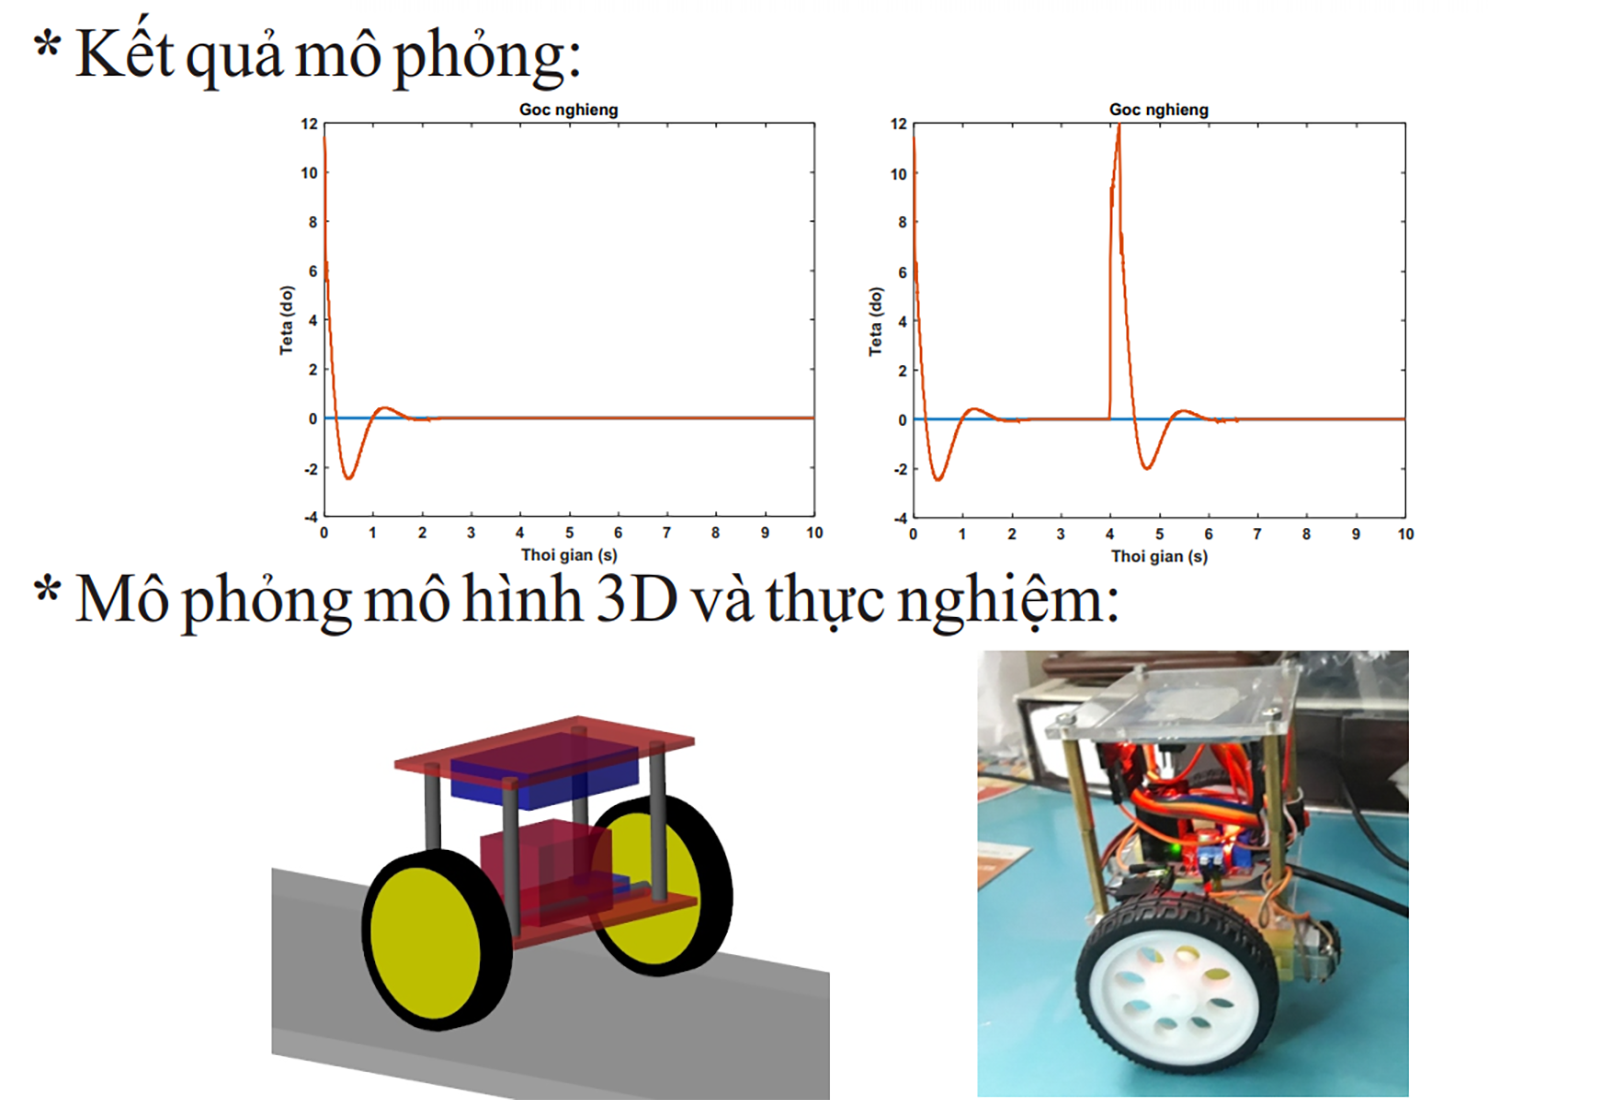 * Kết quả mô phỏng:
Goc nghieng
12
10
8
6
4
2
0
-2
-4
Teta (do)
0 1 2 3 4 5 6 7 8 9 10
Thoi gian (s)
Goc nghieng
12
10
8
6
4
2
0
-2
-4
Teta (do)
0 1 2 3 4 5 6 7 8 9 10
Thoi gian (s)
* Mô phỏng mô hình 3D và thực nghiệm: